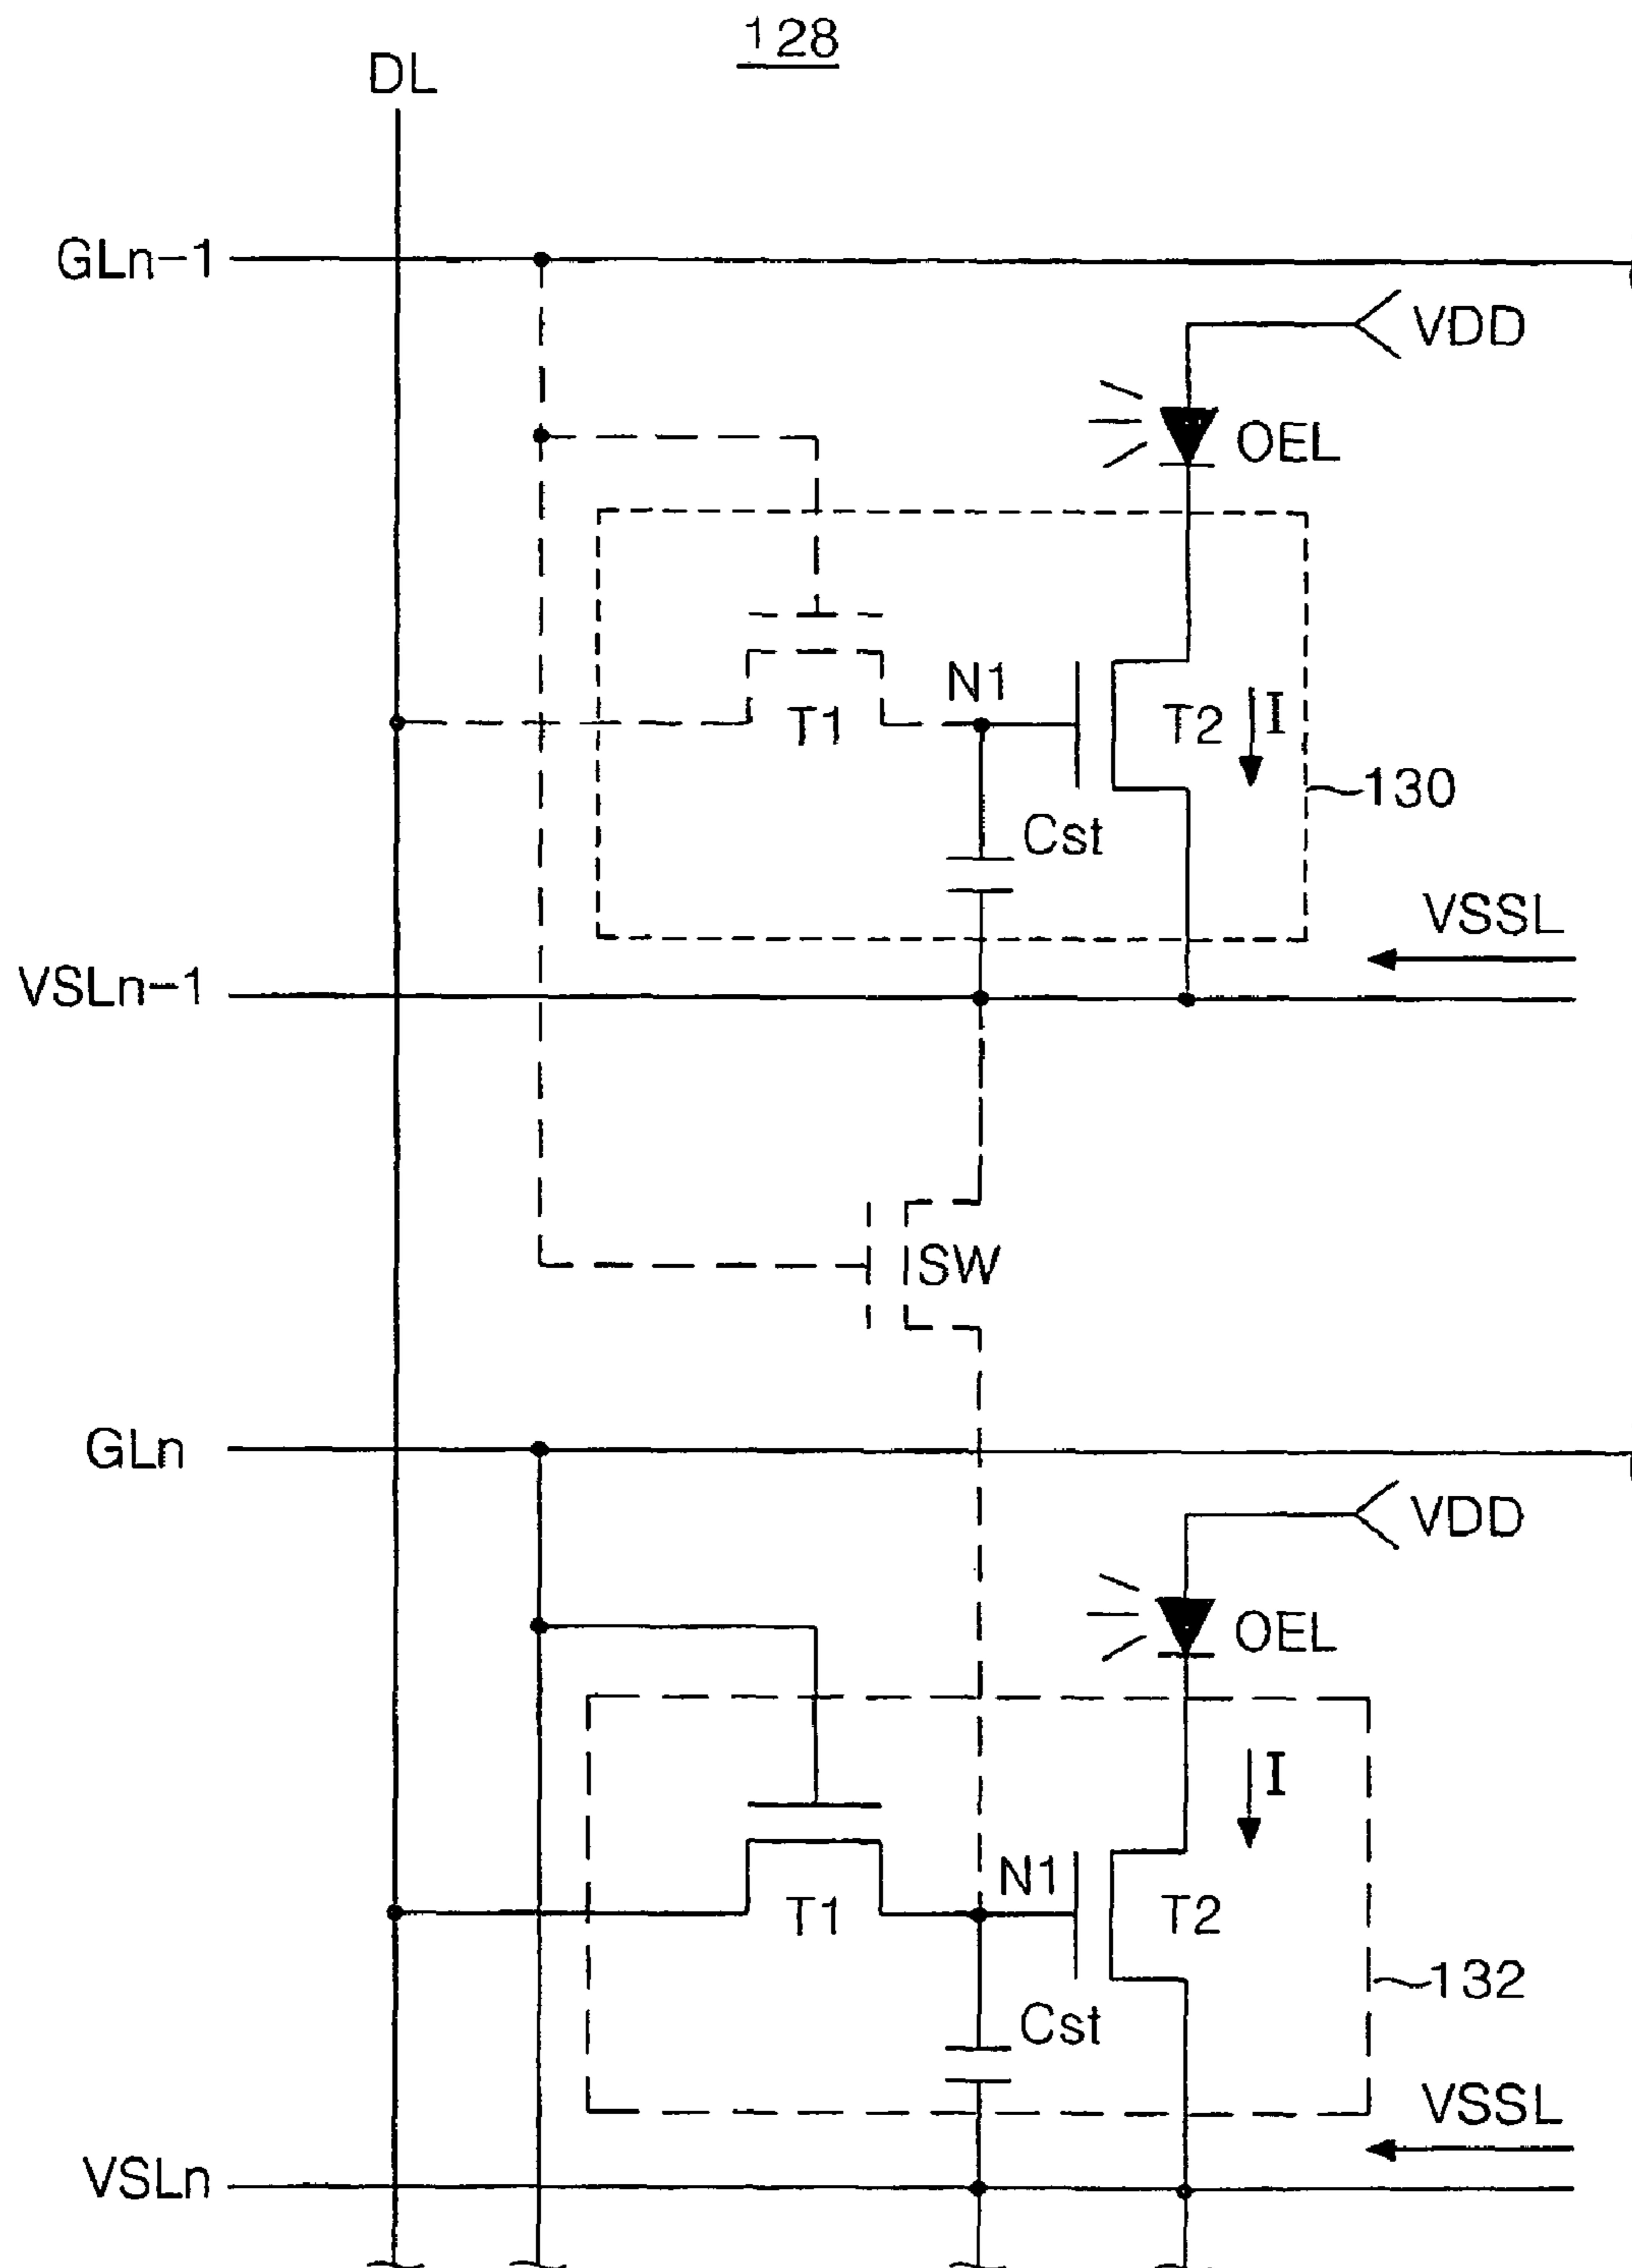 128
DL
GLn-1
VDD
OEL
N1
T1
T2
I
130
Cst
VSSL
VSLn-1
SW
GLn
VDD
OEL
I
N1
T1
T2
132
Cst
VSSL
VSLn